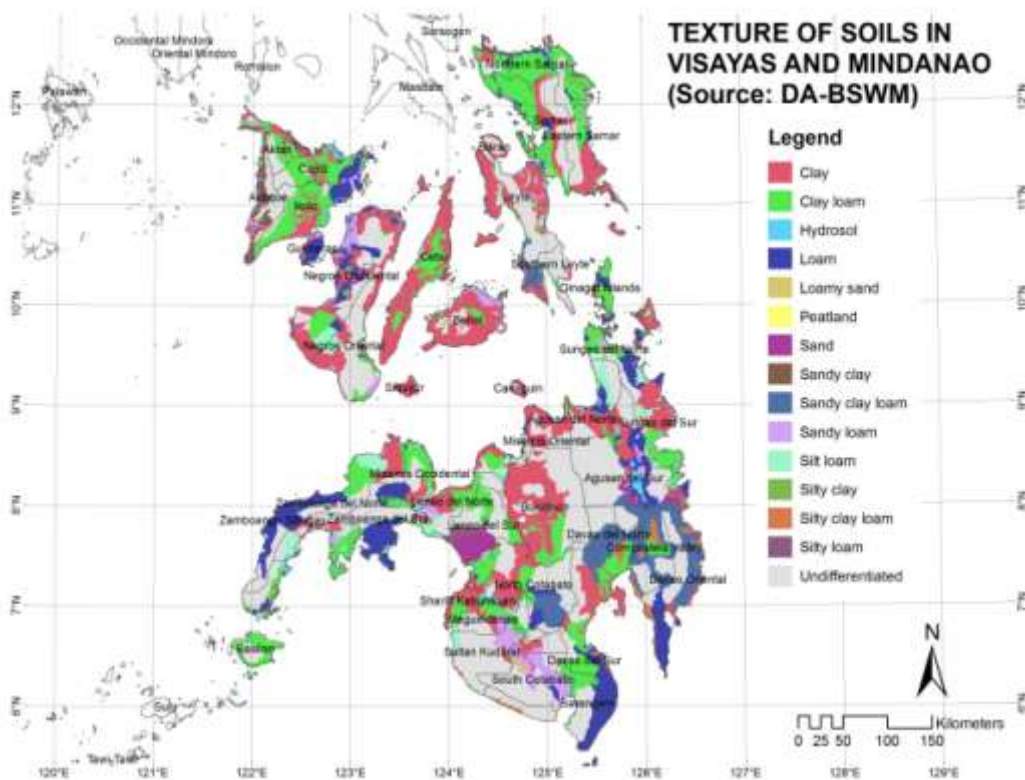 TEXTURE OF SOILS IN
VISAYAS AND MINDANAO
(Source: DA-BSWM)
Legend
Clay
Clay loam
Hydrosol
Loam
Loamy sand
Peatland
Sand
Sandy clay
Sandy clay loam
Sandy loam
Silt loam
Silty clay
Silty clay loam
Silty loam
Undifferentiated
N
Kilometers
0 25 50 100 150
Occidental Mindoro
Oriental Mindoro
Romblon
Sorsogon
Masbate
Palawan
Northern Samar
Eastern Samar
Biliran
Leyte
Aklan
Capiz
Antique
Iloilo
Guimaras
Negros Occidental
Cebu
Southern Leyte
Dinagat Islands
Bohol
Negros Oriental
Surigao del Norte
Siquijor
Camiguin
Agusan del Norte
Surigao del Sur
Misamis Oriental
Misamis Occidental
Agusan del Sur
Lanao del Norte
Bukidnon
Lanao del Sur
Davao del Norte
Compostela Valley
Davao Oriental
North Cotabato
Shariff Kabunsuan
Maguindanao
Basilan
Sultan Kudarat
Davao del Sur
South Cotabato
Sarangani
Sulu
Tawi-Tawi
120°E 121°E 122°E 123°E 124°E 125°E 126°E 127°E 128°E 129°E
12°N
11°N
10°N
9°N
8°N
7°N
6°N